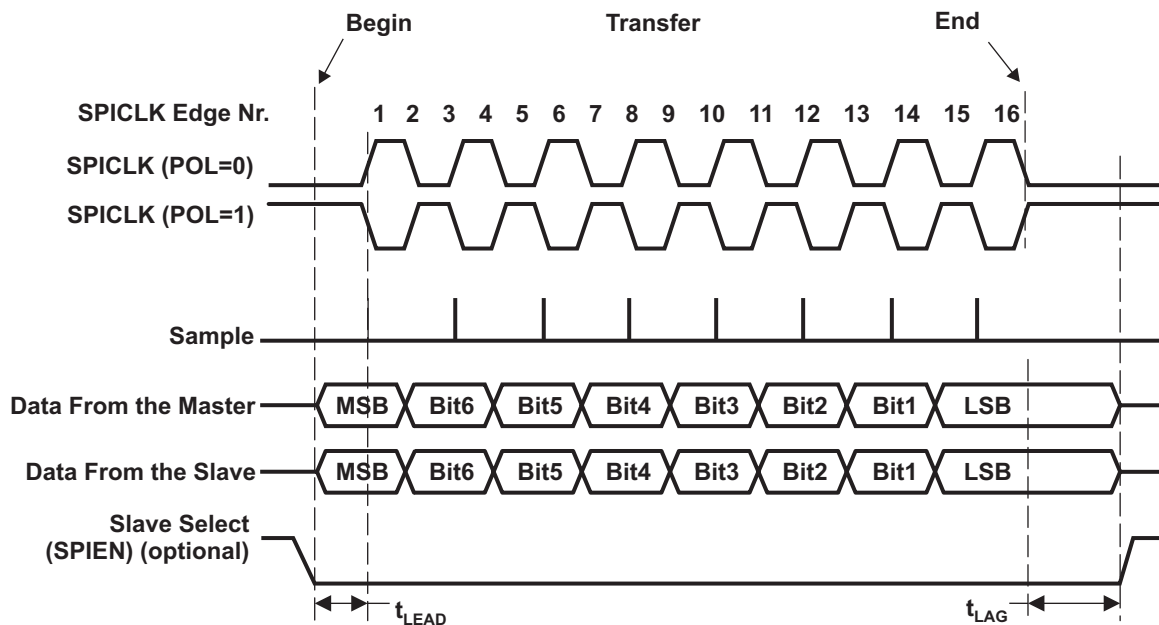 Begin Transfer End
SPICLK Edge Nr. 1 2 3 4 5 6 7 8 9 10 11 12 13 14 15 16
SPICLK (POL=0)
SPICLK (POL=1)
Sample
Data From the Master MSB Bit6 Bit5 Bit4 Bit3 Bit2 Bit1 LSB
Data From the Slave MSB Bit6 Bit5 Bit4 Bit3 Bit2 Bit1 LSB
Slave Select
(SPIEN) (optional)
tLEAD tLAG